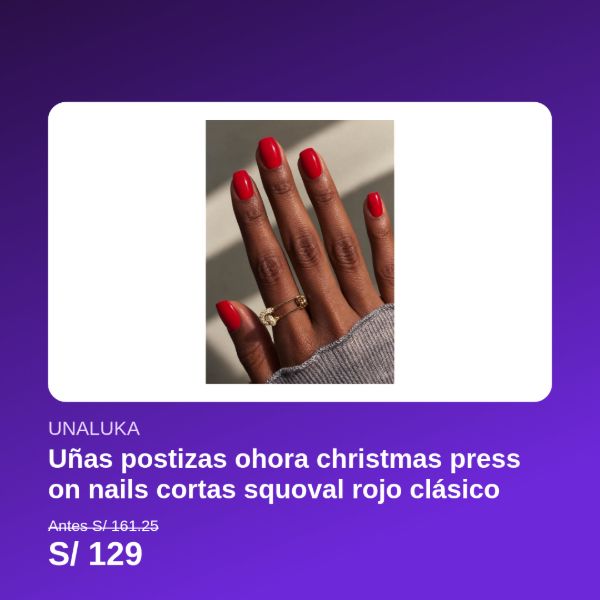 UNALUKA
Uñas postizas ohora christmas press
on nails cortas squoval rojo clásico
Antes S/ 161.25
S/ 129